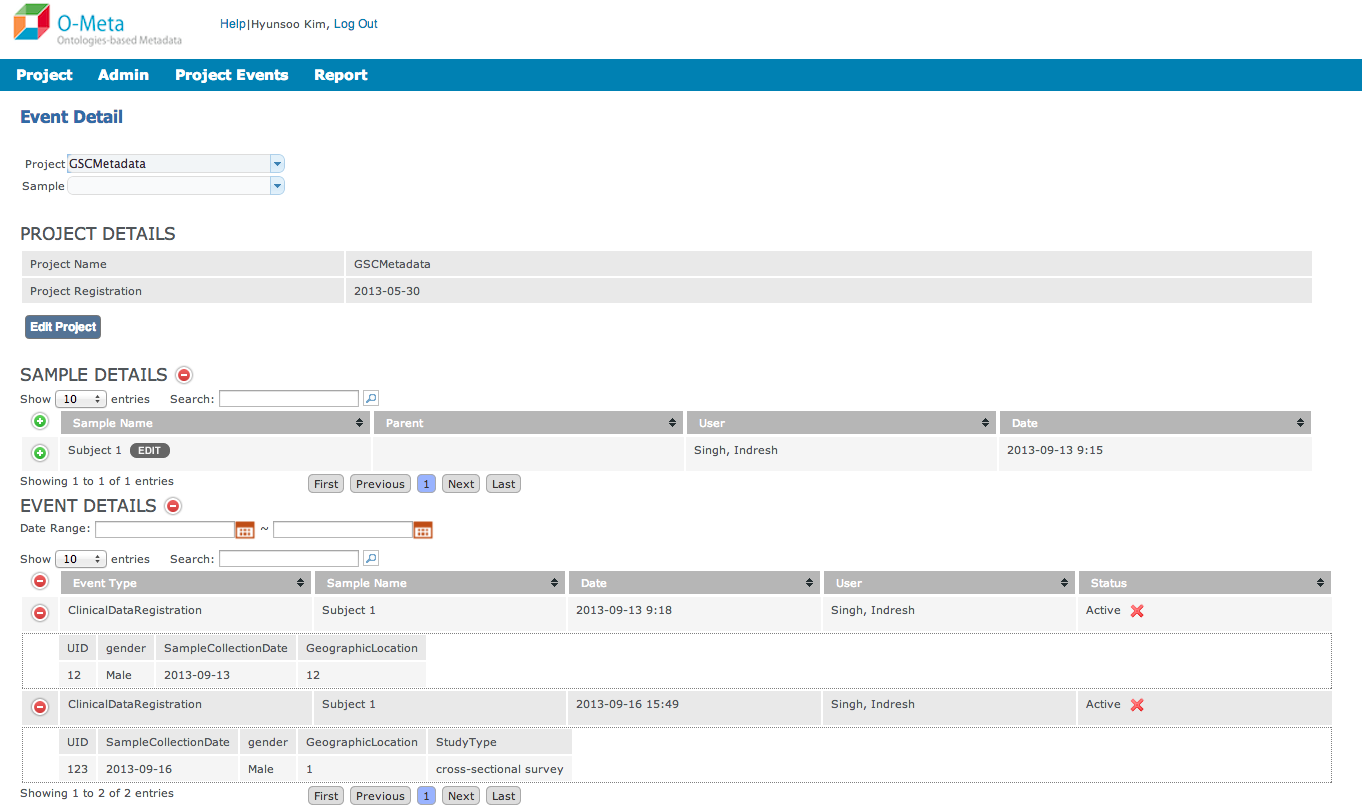 O-Meta
Ontologies-based Metadata
Help|Hyunsoo Kim, Log Out
Project Admin Project Events Report
Event Detail
Project GSCMetadata
Sample
PROJECT DETAILS
Project Name GSCMetadata
Project Registration 2013-05-30
Edit Project
SAMPLE DETAILS
Show 10 entries Search:
Sample Name Parent User Date
Subject 1 EDIT Singh, Indresh 2013-09-13 9:15
Showing 1 to 1 of 1 entries First Previous 1 Next Last
EVENT DETAILS
Date Range: ~
Show 10 entries Search:
Event Type Sample Name Date User Status
ClinicalDataRegistration Subject 1 2013-09-13 9:18 Singh, Indresh Active
UID gender SampleCollectionDate GeographicLocation
12 Male 2013-09-13 12
ClinicalDataRegistration Subject 1 2013-09-16 15:49 Singh, Indresh Active
UID SampleCollectionDate gender GeographicLocation StudyType
123 2013-09-16 Male 1 cross-sectional survey
Showing 1 to 2 of 2 entries First Previous 1 Next Last